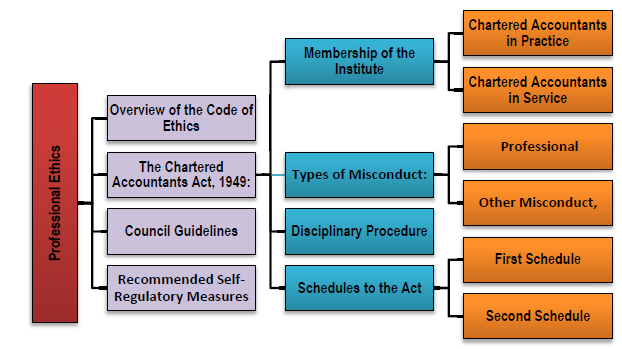 Professional Ethics
Overview of the Code of
Ethics
The Chartered
Accountants Act, 1949:
Council Guidelines
Recommended Self-
Regulatory Measures
Membership of the
Institute
Types of Misconduct:
Disciplinary Procedure
Schedules to the Act
Chartered Accountants
in Practice
Chartered Accountants
in Service
Professional
Other Misconduct,
First Schedule
Second Schedule